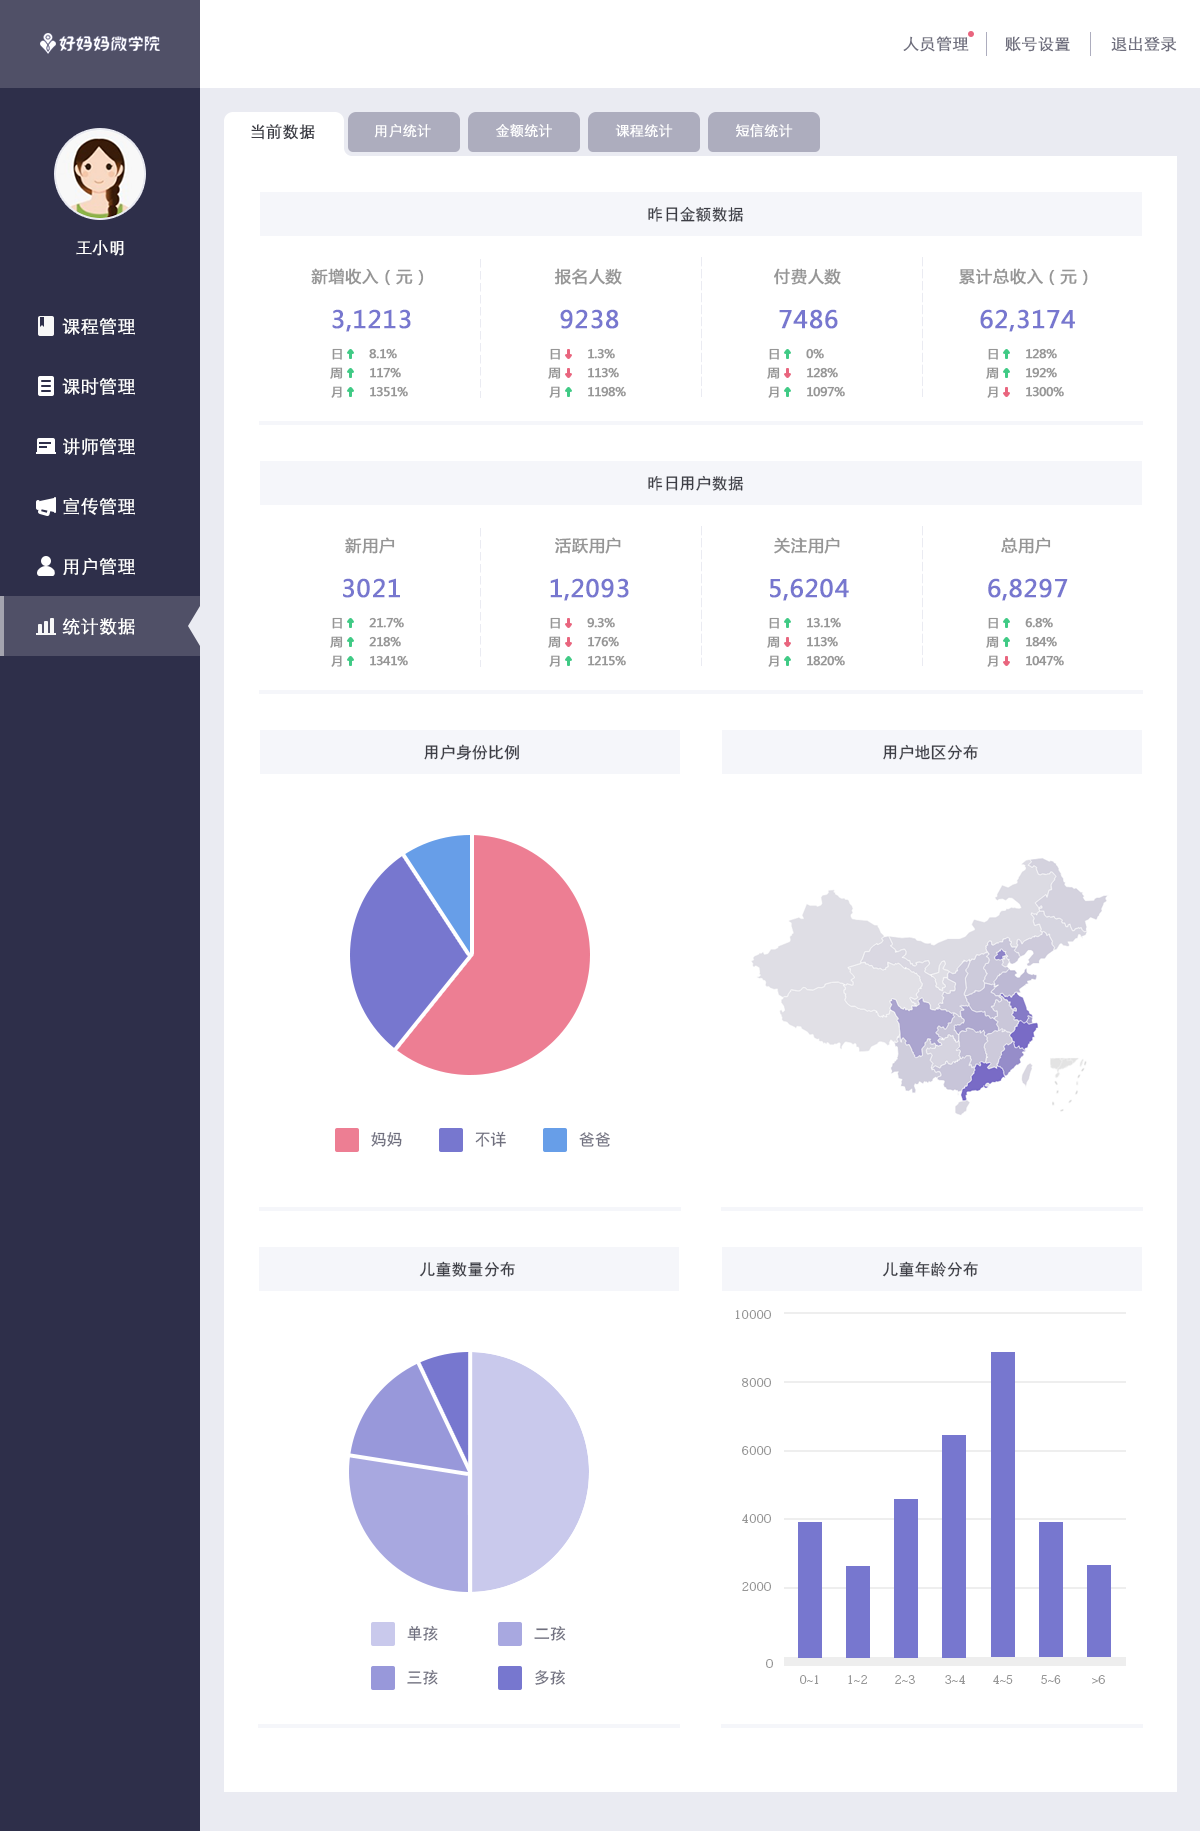 好妈妈微学院
人员管理 账号设置 退出登录
王小明
课程管理
课时管理
讲师管理
宣传管理
用户管理
统计数据
当前数据 用户统计 金额统计 课程统计 短信统计
昨日金额数据
新增收入（元） 报名人数 付费人数 累计总收入（元）
3,1213 9238 7486 62,3174
日 8.1% 日 1.3% 日 0% 日 128%
周 117% 周 113% 周 128% 周 192%
月 1351% 月 1198% 月 1097% 月 1300%
昨日用户数据
新用户 活跃用户 关注用户 总用户
3021 1,2093 5,6204 6,8297
日 21.7% 日 9.3% 日 13.1% 日 6.8%
周 218% 周 176% 周 113% 周 184%
月 1341% 月 1215% 月 1820% 月 1047%
用户身份比例 用户地区分布
妈妈 不详 爸爸
儿童数量分布
单孩 二孩
三孩 多孩
儿童年龄分布
10000
8000
6000
4000
2000
0
0~1 1~2 2~3 3~4 4~5 5~6 >6